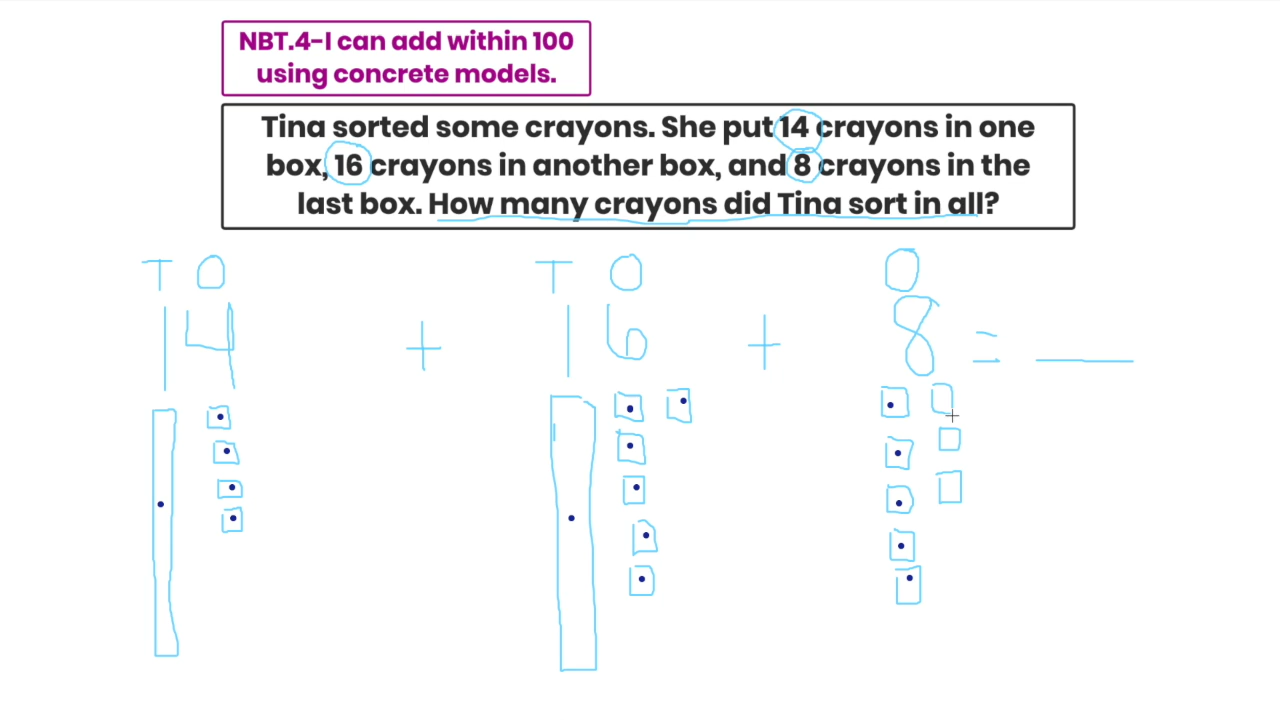 NBT.4-I can add within 100
using concrete models.
Tina sorted some crayons. She put 14 crayons in one
box, 16 crayons in another box, and 8 crayons in the
last box. How many crayons did Tina sort in all?
T O T O O
14 + 16 + 8 = ___